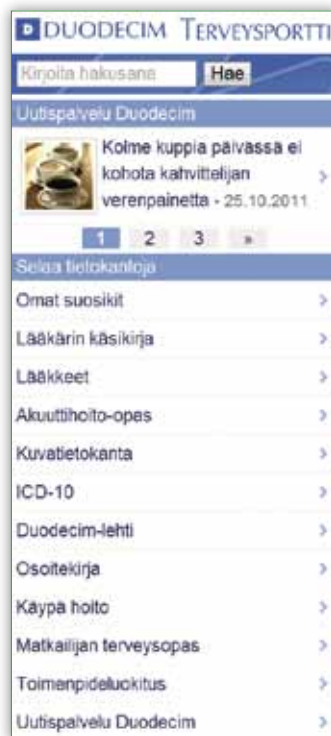 D DUODECIM TERVEYSPORTTI
Kirjoita hakusana Hae
Uutispalvelu Duodecim
Kolme kuppia päivässä ei
kohota kahvittelijan
verenpainetta - 25.10.2011
1 2 3 »
Selaa tietokantoja
Omat suosikit
Lääkärin käsikirja
Lääkkeet
Akuuttihoito-opas
Kuvatietokanta
ICD-10
Duodecim-lehti
Osoitekirja
Käypä hoito
Matkailijan terveysopas
Toimenpideluokitus
Uutispalvelu Duodecim